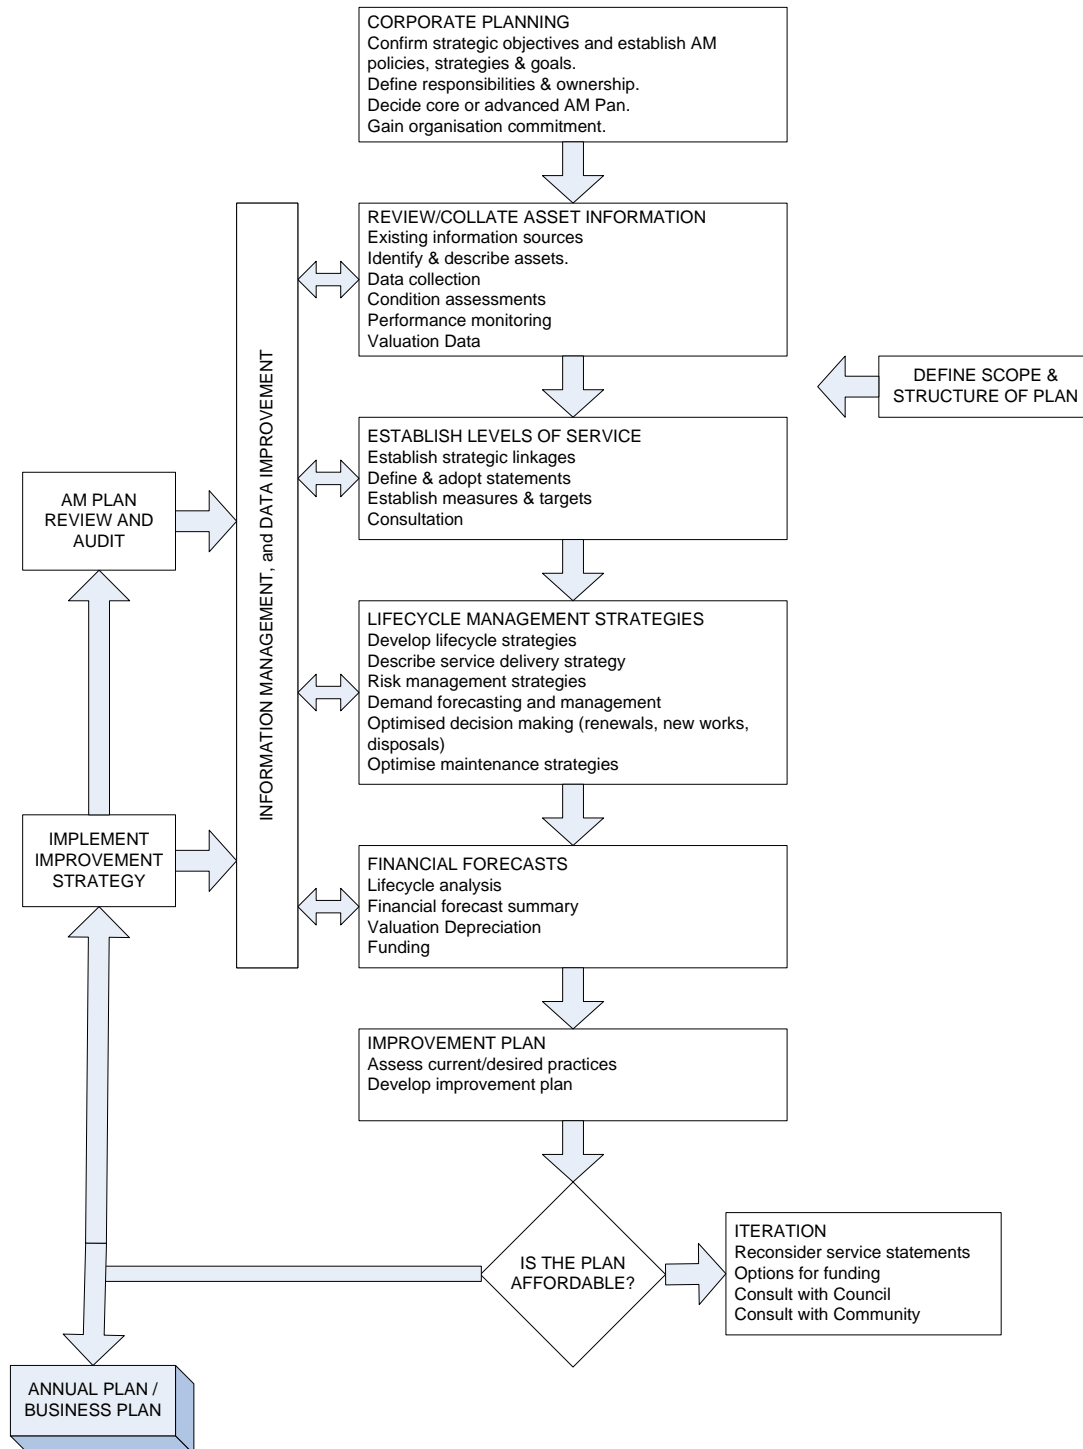 CORPORATE PLANNING
Confirm strategic objectives and establish AM
policies, strategies & goals.
Define responsibilities & ownership.
Decide core or advanced AM Pan.
Gain organisation commitment.
REVIEW/COLLATE ASSET INFORMATION
Existing information sources
Identify & describe assets.
Data collection
Condition assessments
Performance monitoring
Valuation Data
DEFINE SCOPE &
STRUCTURE OF PLAN
INFORMATION MANAGEMENT, and DATA IMPROVEMENT
ESTABLISH LEVELS OF SERVICE
Establish strategic linkages
Define & adopt statements
Establish measures & targets
Consultation
AM PLAN
REVIEW AND
AUDIT
LIFECYCLE MANAGEMENT STRATEGIES
Develop lifecycle strategies
Describe service delivery strategy
Risk management strategies
Demand forecasting and management
Optimised decision making (renewals, new works,
disposals)
Optimise maintenance strategies
IMPLEMENT
IMPROVEMENT
STRATEGY
FINANCIAL FORECASTS
Lifecycle analysis
Financial forecast summary
Valuation Depreciation
Funding
IMPROVEMENT PLAN
Assess current/desired practices
Develop improvement plan
IS THE PLAN
AFFORDABLE?
ITERATION
Reconsider service statements
Options for funding
Consult with Council
Consult with Community
ANNUAL PLAN /
BUSINESS PLAN